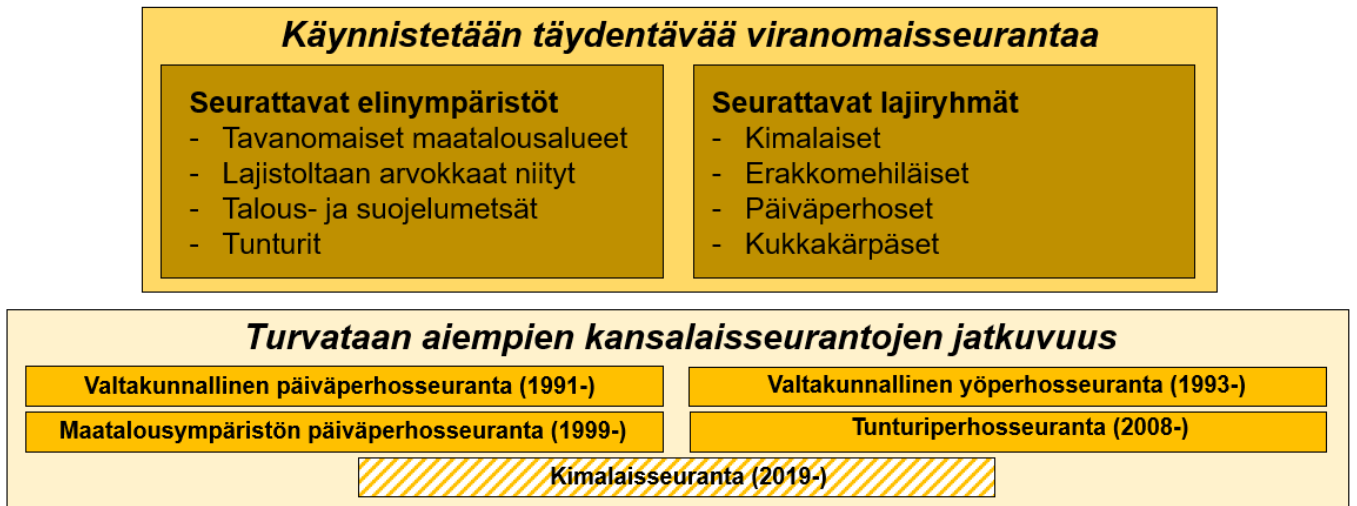 Käynnistetään täydentävää viranomaisseurantaa
Seurattavat elinympäristöt
- Tavanomaiset maatalousalueet
- Lajistoltaan arvokkaat niityt
- Talous- ja suojelumetsät
- Tunturit
Seurattavat lajiryhmät
- Kimalaiset
- Erakkomehiläiset
- Päiväperhoset
- Kukkakärpäset
Turvataan aiempien kansalaisseurantojen jatkuvuus
Valtakunnallinen päiväperhosseuranta (1991-)
Valtakunnallinen yöperhosseuranta (1993-)
Maatalousympäristön päiväperhosseuranta (1999-)
Tunturiperhosseuranta (2008-)
Kimalaisseuranta (2019-)